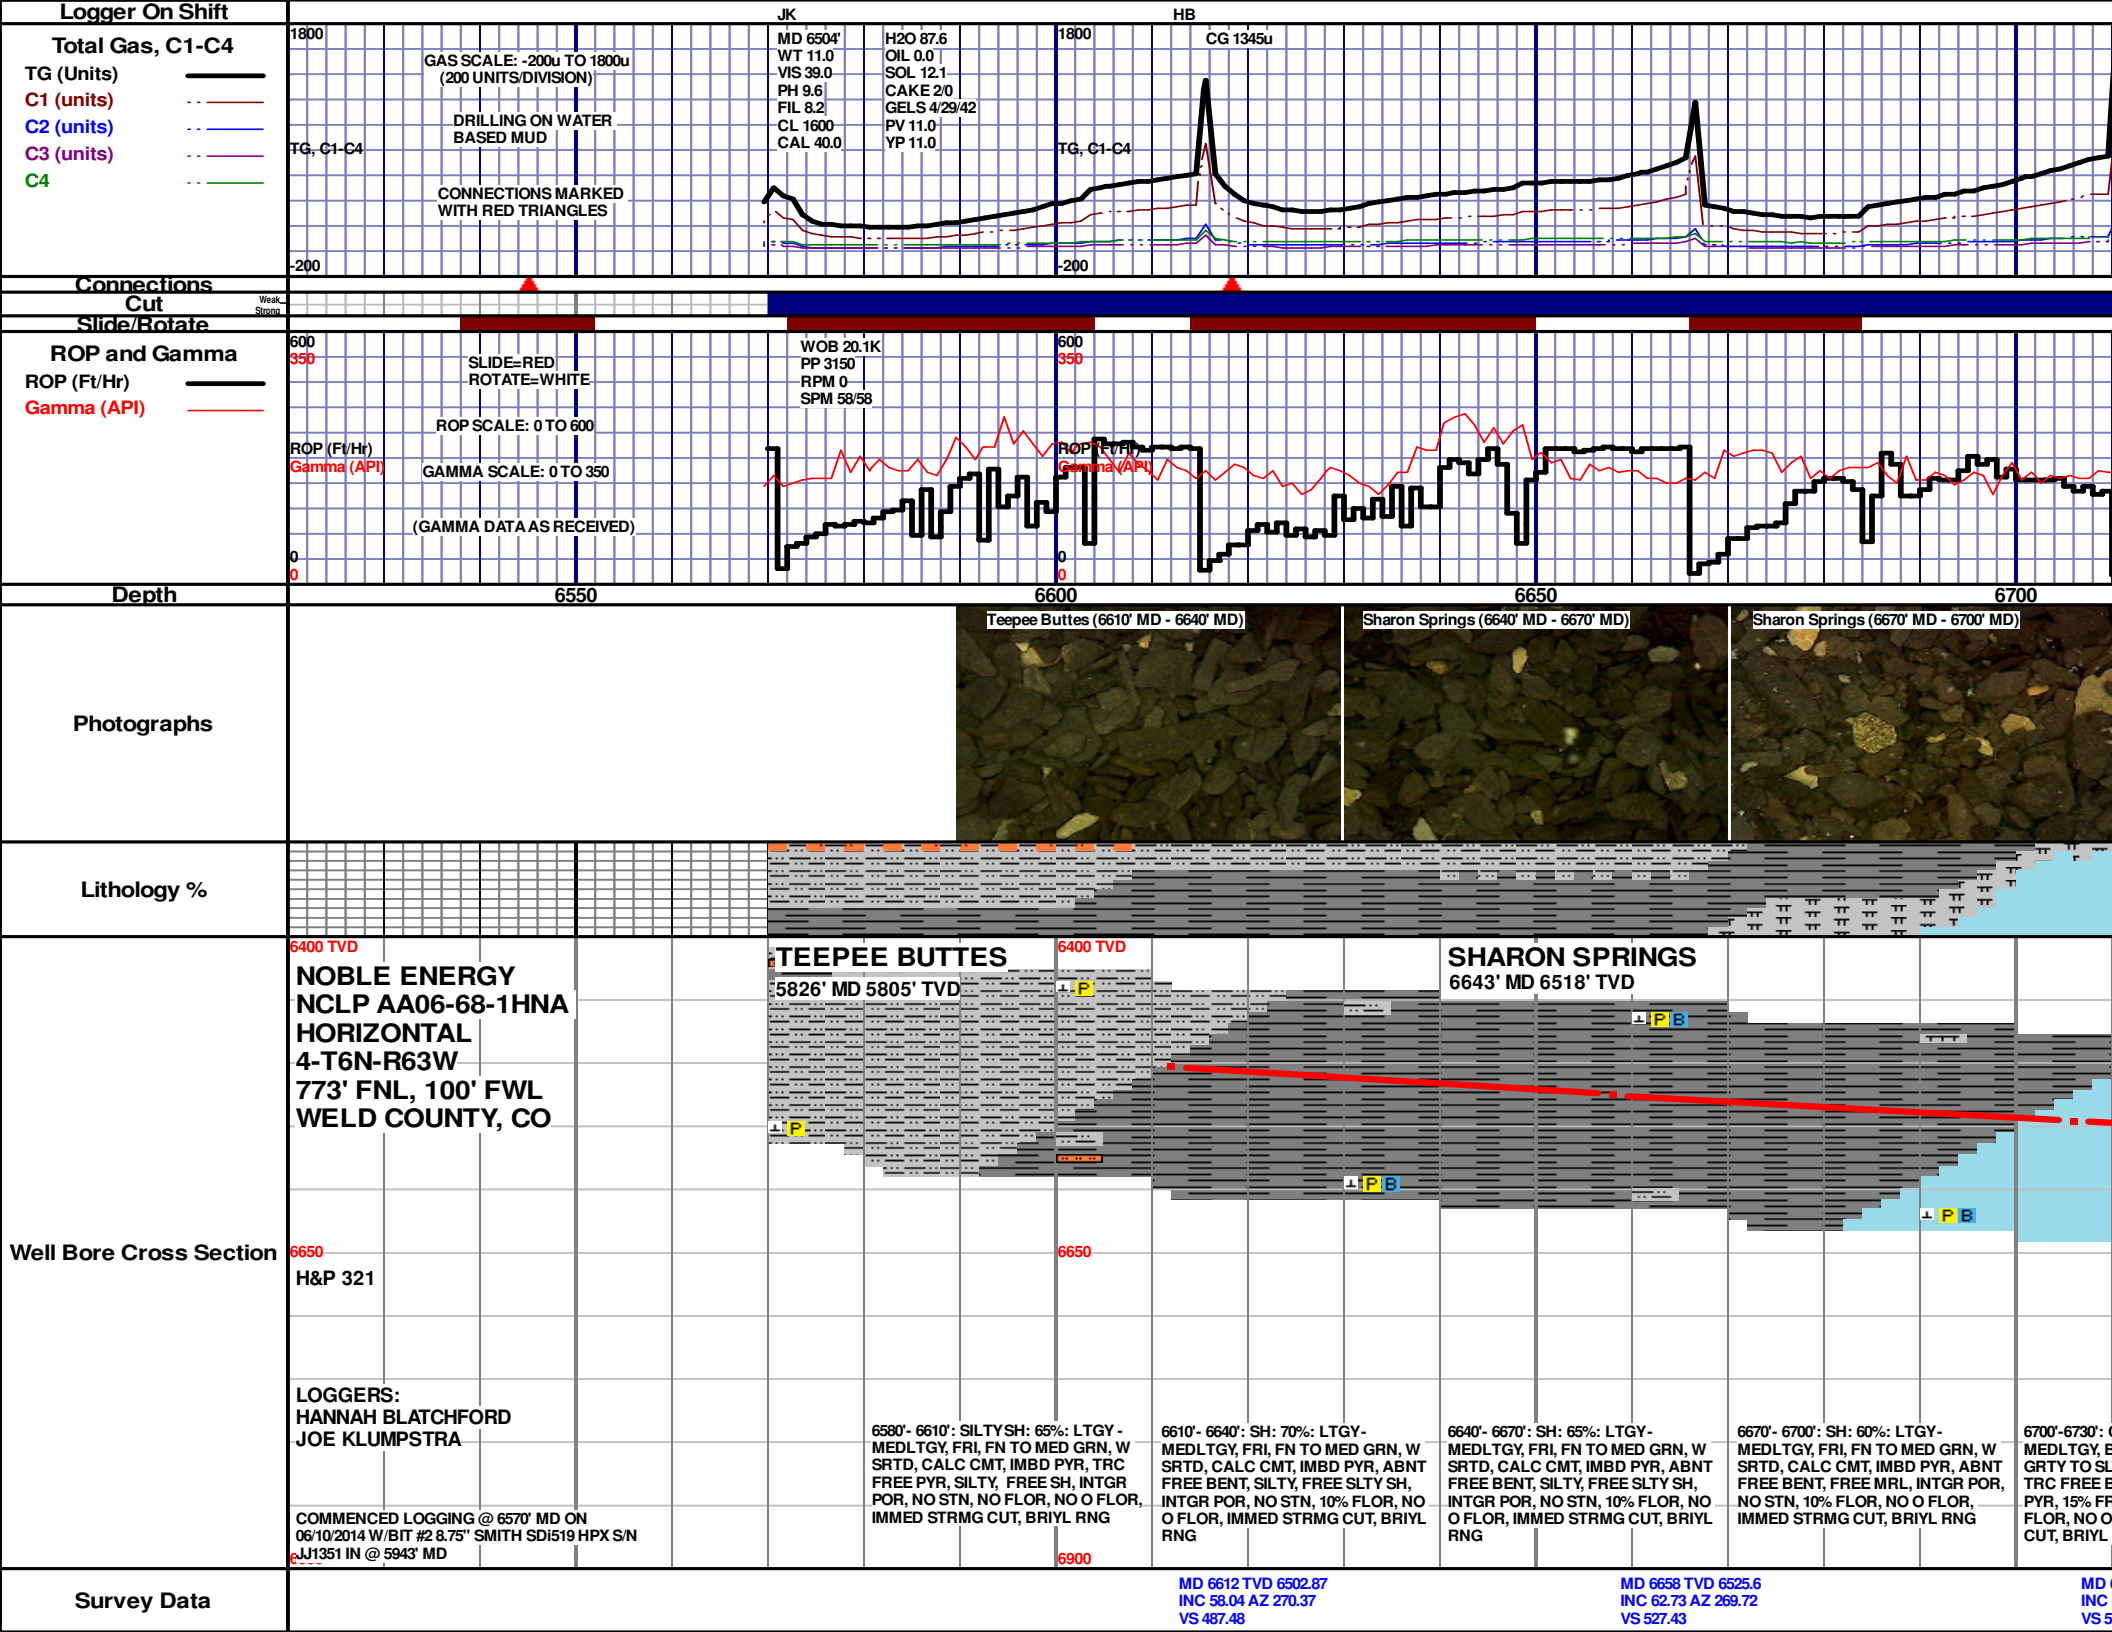 Logger On Shift
JK
HB
Total Gas, C1-C4
TG (Units)
C1 (units)
C2 (units)
C3 (units)
C4
1800
GAS SCALE: -200u TO 1800u
(200 UNITS/DIVISION)
DRILLING ON WATER
BASED MUD
TG, C1-C4
CONNECTIONS MARKED
WITH RED TRIANGLES
-200
MD 6504'
WT 11.0
VIS 39.0
PH 9.6
FIL 8.2
CL 1600
CAL 40.0
H2O 87.6
OIL 0.0
SOL 12.1
CAKE 2/0
GELS 4/29/42
PV 11.0
YP 11.0
1800
CG 1345u
TG, C1-C4
-200
Connections
Cut
Weak
Strong
Slide/Rotate
ROP and Gamma
ROP (Ft/Hr)
Gamma (API)
600
350
SLIDE=RED
ROTATE=WHITE
ROP SCALE: 0 TO 600
ROP (Ft/Hr)
Gamma (API)
GAMMA SCALE: 0 TO 350
(GAMMA DATA AS RECEIVED)
0
0
WOB 20.1K
PP 3150
RPM 0
SPM 58/58
600
350
ROP (Ft/Hr)
Gamma (API)
0
0
Depth
6550
6600
6650
6700
Photographs
Teepee Buttes (6610' MD - 6640' MD)
Sharon Springs (6640' MD - 6670' MD)
Sharon Springs (6670' MD - 6700' MD)
Lithology %
Well Bore Cross Section
6400 TVD
NOBLE ENERGY
NCLP AA06-68-1HNA
HORIZONTAL
4-T6N-R63W
773' FNL, 100' FWL
WELD COUNTY, CO
6650
H&P 321
LOGGERS:
HANNAH BLATCHFORD
JOE KLUMPSTRA
COMMENCED LOGGING @ 6570' MD ON
06/10/2014 W/BIT #2 8.75" SMITH SDi519 HPX S/N
JJ1351 IN @ 5943' MD
TEEPEE BUTTES
5826' MD 5805' TVD
6400 TVD
SHARON SPRINGS
6643' MD 6518' TVD
P
P
P B
P B
P B
6650
6900
6580'- 6610': SILTY SH: 65%: LTGY -
MEDLTGY, FRI, FN TO MED GRN, W
SRTD, CALC CMT, IMBD PYR, TRC
FREE PYR, SILTY, FREE SH, INTGR
POR, NO STN, NO FLOR, NO O FLOR,
IMMED STRMG CUT, BRIYL RNG
6610'- 6640': SH: 70%: LTGY-
MEDLTGY, FRI, FN TO MED GRN, W
SRTD, CALC CMT, IMBD PYR, ABNT
FREE BENT, SILTY, FREE SLTY SH,
INTGR POR, NO STN, 10% FLOR, NO
O FLOR, IMMED STRMG CUT, BRIYL
RNG
6640'- 6670': SH: 65%: LTGY-
MEDLTGY, FRI, FN TO MED GRN, W
SRTD, CALC CMT, IMBD PYR, ABNT
FREE BENT, SILTY, FREE SLTY SH,
INTGR POR, NO STN, 10% FLOR, NO
O FLOR, IMMED STRMG CUT, BRIYL
RNG
6670'- 6700': SH: 60%: LTGY-
MEDLTGY, FRI, FN TO MED GRN, W
SRTD, CALC CMT, IMBD PYR, ABNT
FREE BENT, FREE MRL, INTGR POR,
NO STN, 10% FLOR, NO O FLOR,
IMMED STRMG CUT, BRIYL RNG
6700'-6730':
MEDLTGY,
GRTY TO
TRC FREE
PYR, 15%
FLOR, NO O
CUT, BRIYL
Survey Data
MD 6612 TVD 6502.87
INC 58.04 AZ 270.37
VS 487.48
MD 6658 TVD 6525.6
INC 62.73 AZ 269.72
VS 527.43
MD
INC
VS